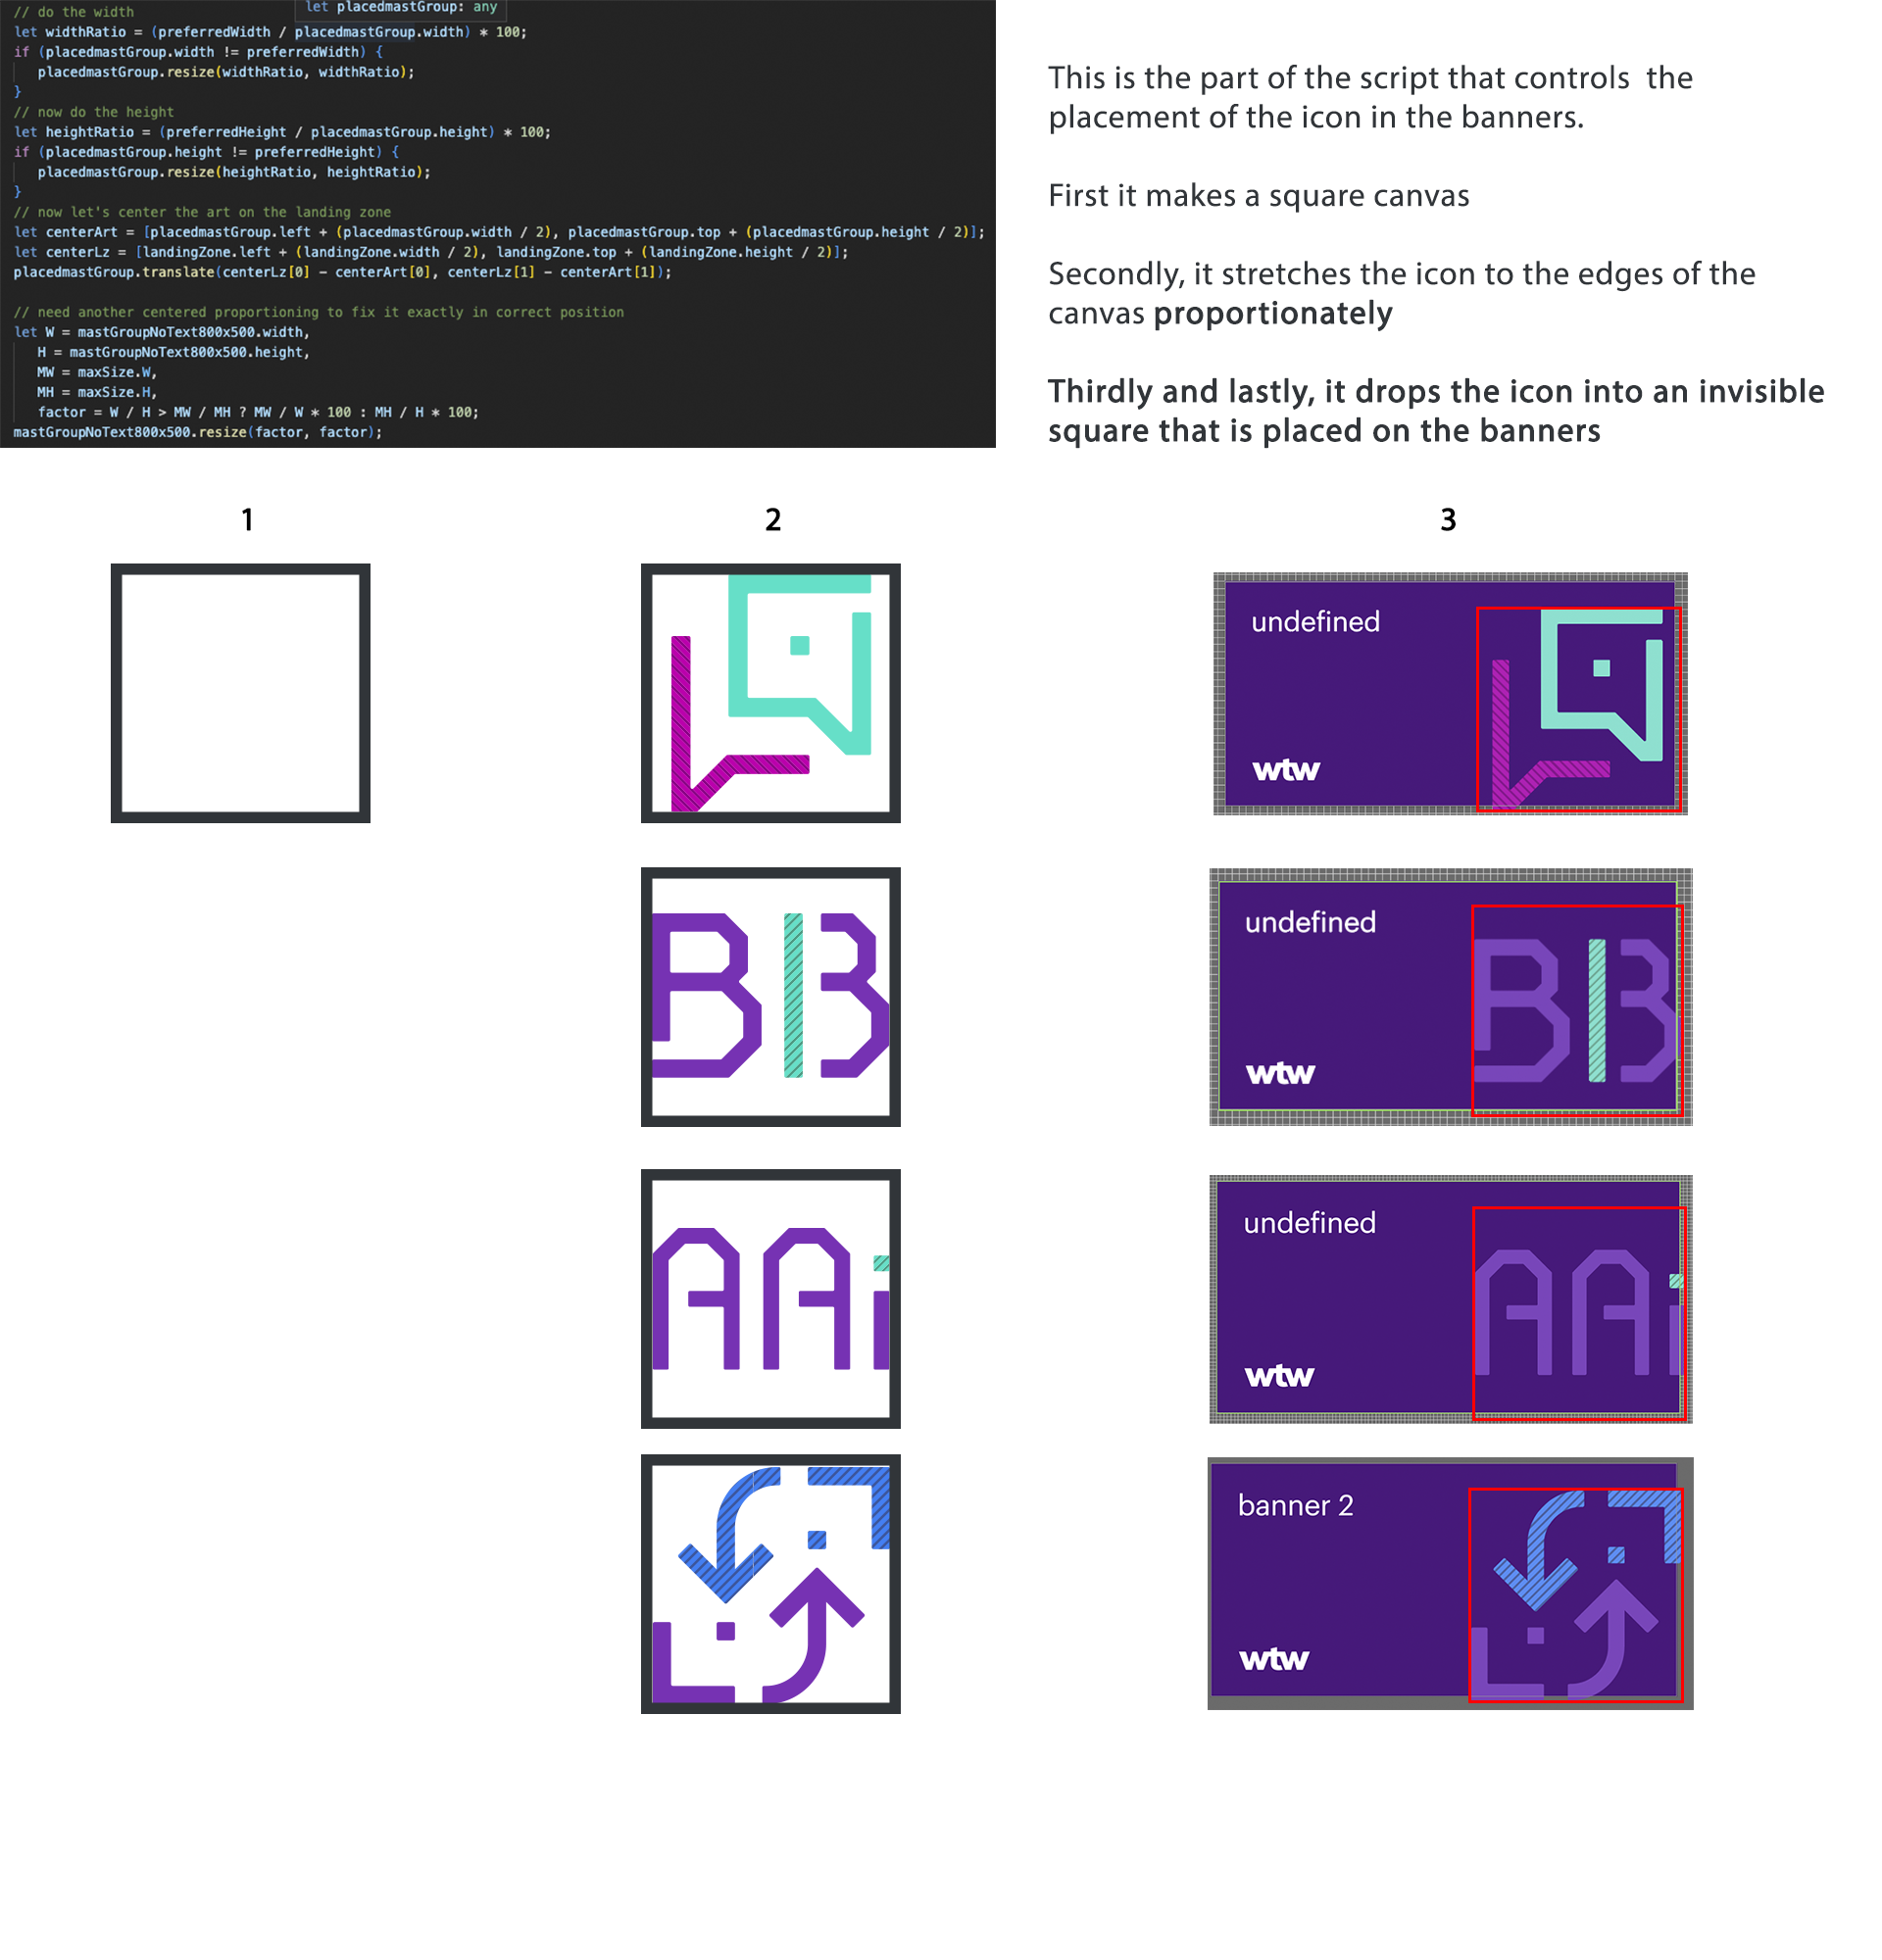 let placedmastGroup: any
// do the width
let widthRatio = (preferredWidth / placedmastGroup.width) * 100;
if (placedmastGroup.width != preferredWidth) {
placedmastGroup.resize(widthRatio, widthRatio);
}
// now do the height
let heightRatio = (preferredHeight / placedmastGroup.height) * 100;
if (placedmastGroup.height != preferredHeight) {
placedmastGroup.resize(heightRatio, heightRatio);
}
// now let's center the art on the landing zone
let centerArt = [placedmastGroup.left + (placedmastGroup.width / 2), placedmastGroup.top + (placedmastGroup.height / 2)];
let centerLz = [landingZone.left + (landingZone.width / 2), landingZone.top + (landingZone.height / 2)];
placedmastGroup.translate(centerLz[0] - centerArt[0], centerLz[1] - centerArt[1]);
// need another centered proportioning to fix it exactly in correct position
let W = mastGroupNoText800x500.width,
H = mastGroupNoText800x500.height,
MW = maxSize.W,
MH = maxSize.H,
factor = W / H > MW / MH ? MW / W * 100 : MH / H * 100;
mastGroupNoText800x500.resize(factor, factor);
This is the part of the script that controls the
placement of the icon in the banners.
First it makes a square canvas
Secondly, it stretches the icon to the edges of the
canvas proportionately
Thirdly and lastly, it drops the icon into an invisible
square that is placed on the banners
1
2
3
undefined
wtw
undefined
wtw
undefined
wtw
banner 2
wtw